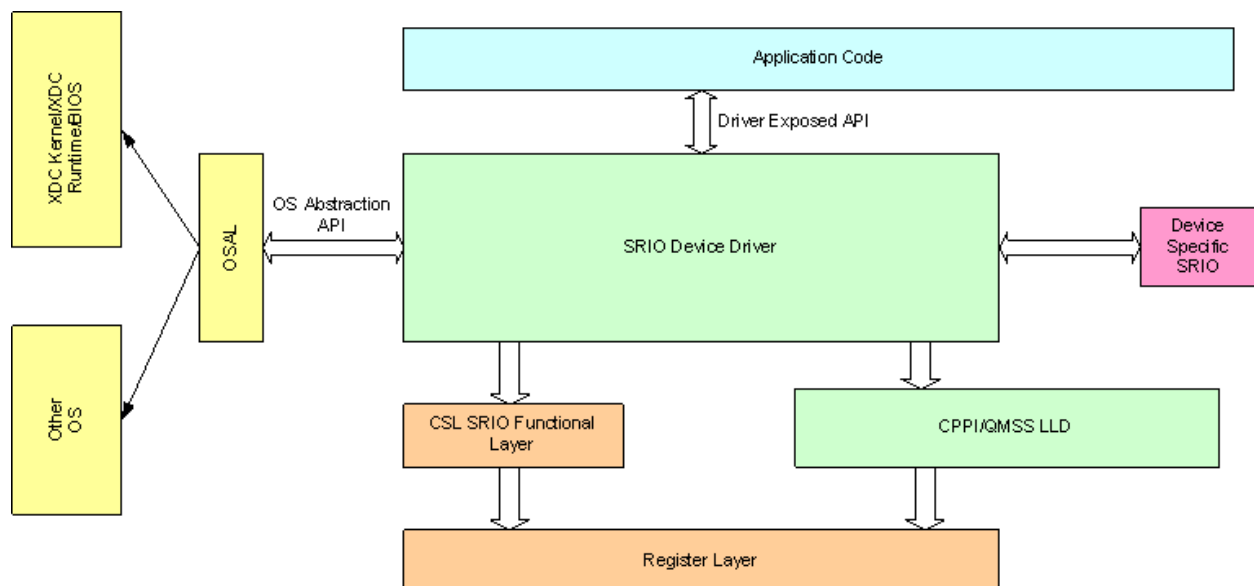 Application Code
Driver Exposed API
XDC Kernel/XDC
Runtime/BIOS
OSAL
OS Abstraction
API
SRIO Device Driver
Device
Specific
SRIO
Other
OS
CSL SRIO Functional
Layer
CPPI/QMSS LLD
Register Layer